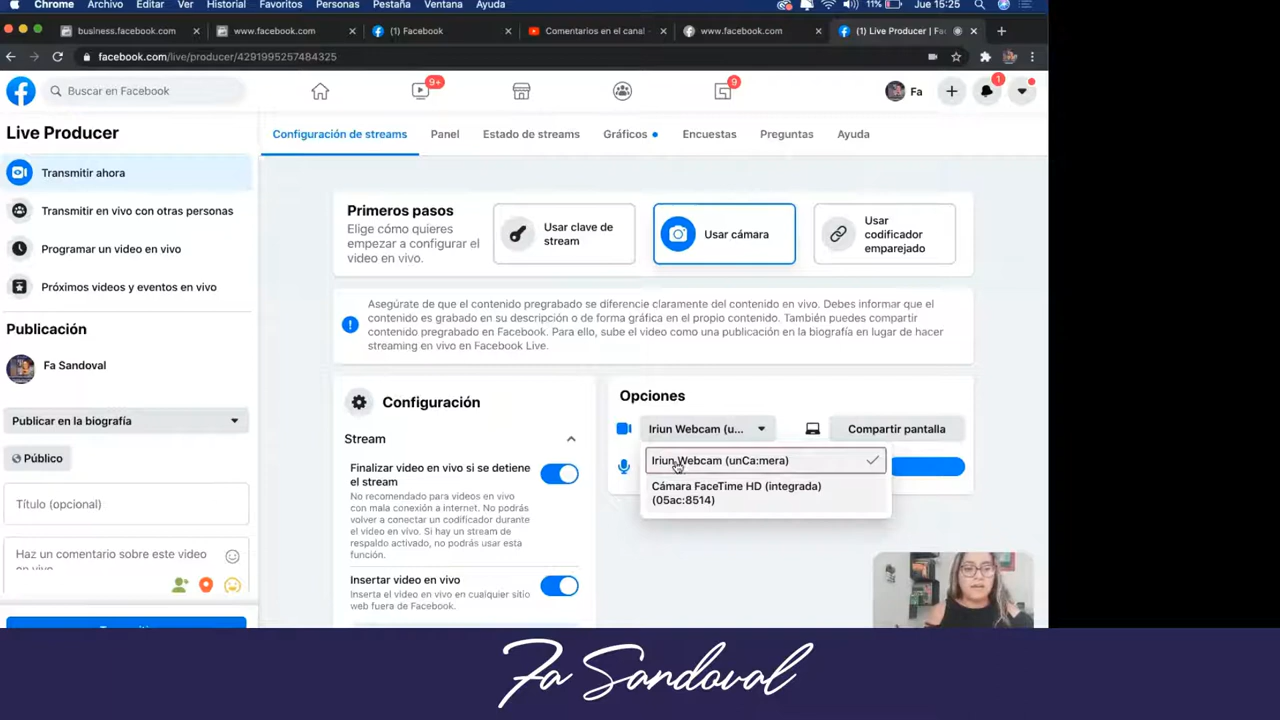 Chrome Archivo Editar Ver Historial Favoritos Personas Pestaña Ventana Ayuda 11% Jue 15:25
business.facebook.com
www.facebook.com
(1) Facebook
Comentarios en el canal -
www.facebook.com
(1) Live Producer | Fac
facebook.com/live/producer/4291995257484325
Buscar en Facebook
9+
9
Fa
1
Live Producer
Transmitir ahora
Transmitir en vivo con otras personas
Programar un video en vivo
Próximos videos y eventos en vivo
Publicación
Fa Sandoval
Publicar en la biografía
Público
Título (opcional)
Haz un comentario sobre este video
en vivo
Configuración de streams Panel Estado de streams Gráficos Encuestas Preguntas Ayuda
Primeros pasos
Elige cómo quieres
empezar a configurar el
video en vivo.
Usar clave de
stream
Usar cámara
Usar
codificador
emparejado
Asegúrate de que el contenido pregrabado se diferencie claramente del contenido en vivo. Debes informar que el
contenido es grabado en su descripción o de forma gráfica en el propio contenido. También puedes compartir
contenido pregrabado en Facebook. Para ello, sube el video como una publicación en la biografía en lugar de hacer
streaming en vivo en Facebook Live.
Configuración
Stream
Finalizar video en vivo si se detiene
el stream
No recomendado para videos en vivo
con mala conexión a internet. No podrás
volver a conectar un codificador durante
el video en vivo. Si hay un stream de
respaldo activado, no podrás usar esta
función.
Insertar video en vivo
Inserta el video en vivo en cualquier sitio
web fuera de Facebook.
Opciones
Iriun Webcam (u...
Compartir pantalla
Iriun Webcam (unCa:mera)
Cámara FaceTime HD (integrada)
(05ac:8514)
Fa Sandoval